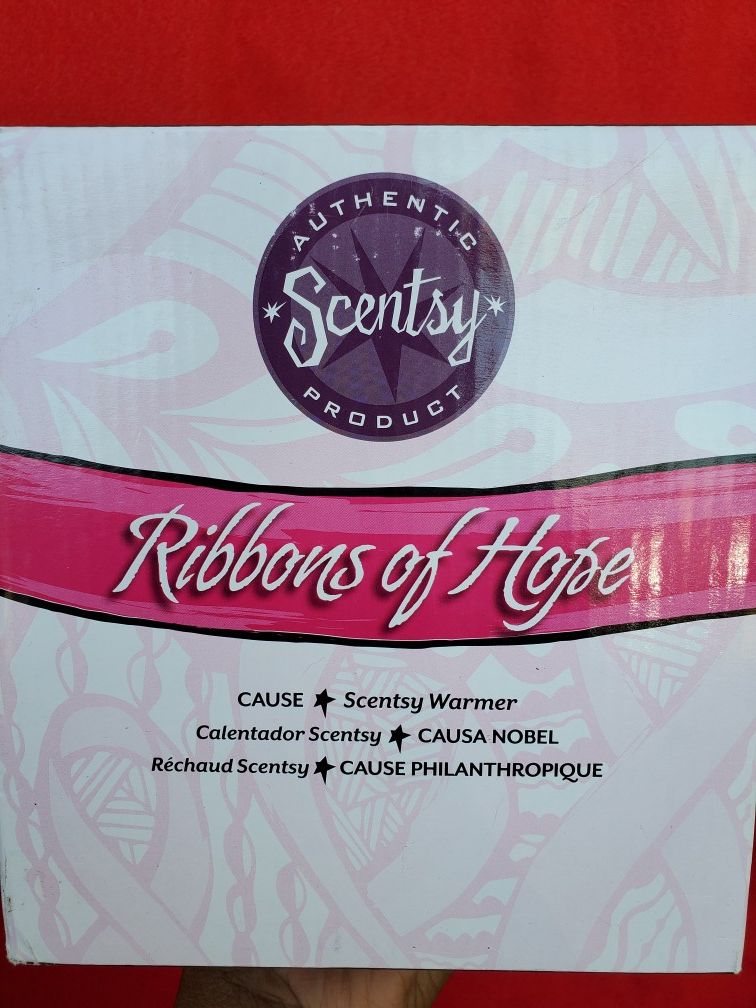 AUTHENTIC
Scentsy
PRODUCT
Ribbons of Hope
CAUSE ★ Scentsy Warmer
Calentador Scentsy ★ CAUSA NOBEL
Réchaud Scentsy ★ CAUSE PHILANTHROPIQUE